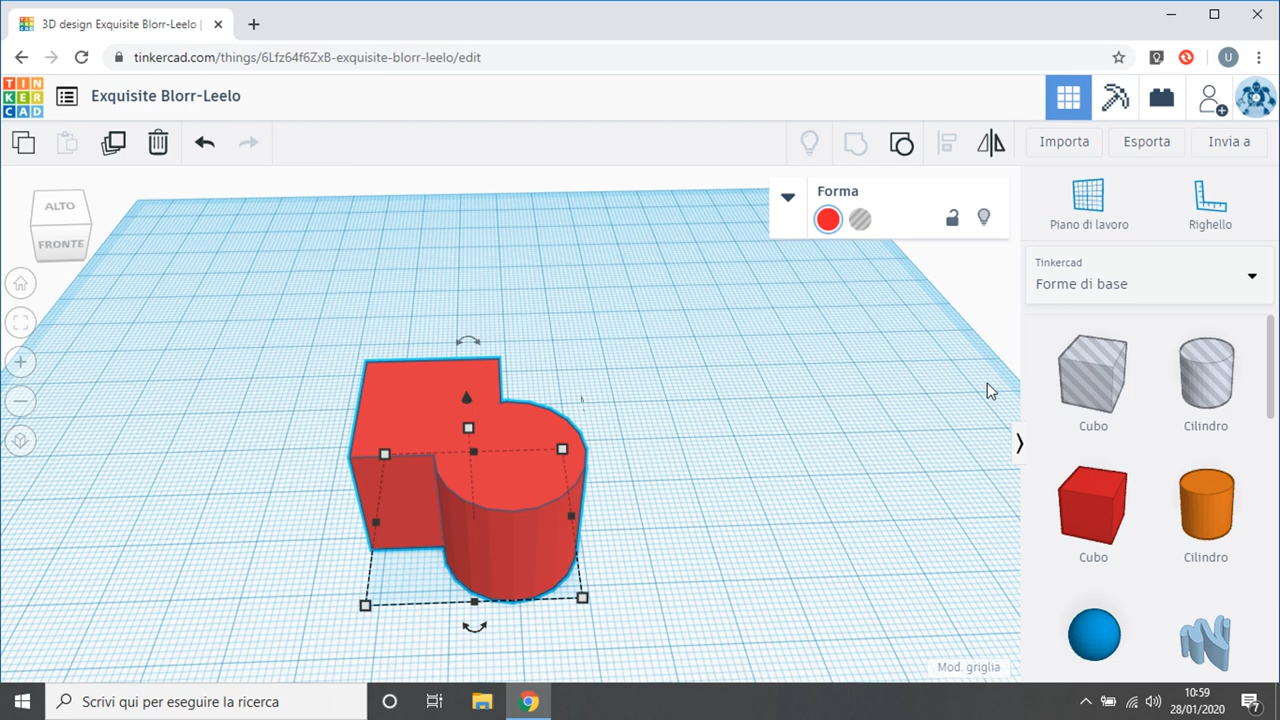 3D design Exquisite Blorr-Leelo |
tinkercad.com/things/6Lfz64f6ZxB-exquisite-blorr-leelo/edit
U
TIN
KER
CAD
Exquisite Blorr-Leelo
Importa
Esporta
Invia a
ALTO
FRONTE
Forma
Piano di lavoro
Righello
Tinkercad
Forme di base
Cubo
Cilindro
Cubo
Cilindro
Mod. griglia
Scrivi qui per eseguire la ricerca
10:59
28/01/2020
7